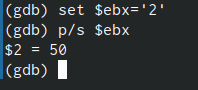 (gdb) set $ebx='2'
(gdb) p/s $ebx
$2 = 50
(gdb)